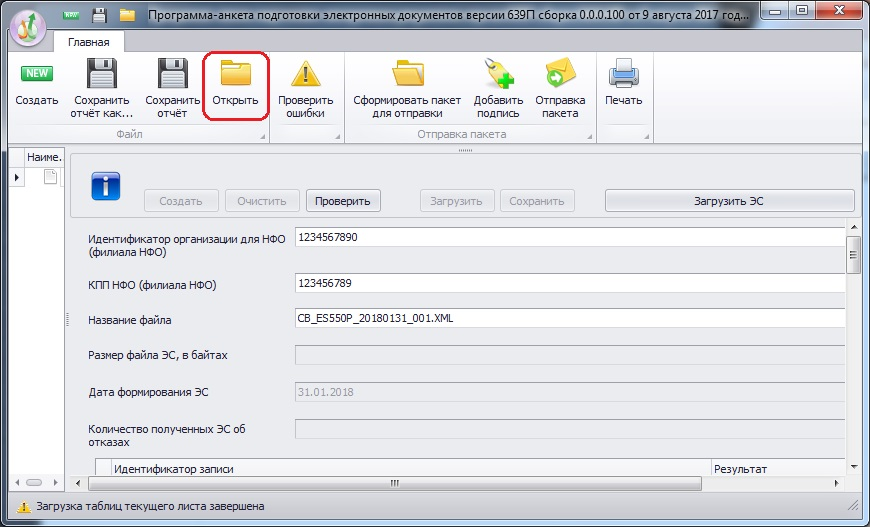 Программа-анкета подготовки электронных документов версии 639П сборка 0.0.0.100 от 9 августа 2017 год...
Главная
NEW
Создать
Сохранить отчёт как...
Сохранить отчёт
Открыть
Проверить ошибки
Сформировать пакет для отправки
Добавить подпись
Отправка пакета
Печать
Файл
Отправка пакета
Наиме...
Создать
Очистить
Проверить
Загрузить
Сохранить
Загрузить ЭС
Идентификатор организации для НФО (филиала НФО)
1234567890
КПП НФО (филиала НФО)
123456789
Название файла
CB_ES550P_20180131_001.XML
Размер файла ЭС, в байтах
Дата формирования ЭС
31.01.2018
Количество полученных ЭС об отказах
Идентификатор записи
Результат
Загрузка таблиц текущего листа завершена